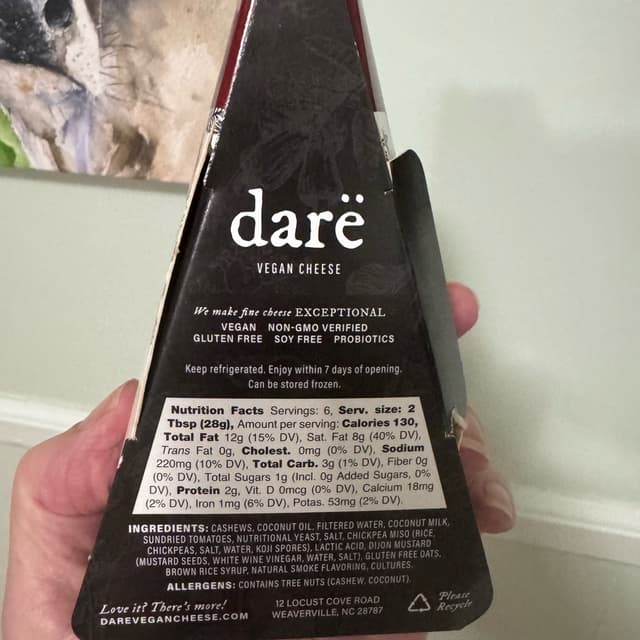 darë
VEGAN CHEESE
We make fine cheese EXCEPTIONAL
VEGAN NON-GMO VERIFIED
GLUTEN FREE SOY FREE PROBIOTICS
Keep refrigerated. Enjoy within 7 days of opening.
Can be stored frozen.
Nutrition Facts Servings: 6, Serv. size: 2
Tbsp (28g), Amount per serving: Calories 130,
Total Fat 12g (15% DV), Sat. Fat 8g (40% DV),
Trans Fat 0g, Cholest. 0mg (0% DV), Sodium
220mg (10% DV), Total Carb. 3g (1% DV), Fiber 0g
(0% DV), Total Sugars 1g (Incl. 0g Added Sugars, 0%
DV), Protein 2g, Vit. D 0mcg (0% DV), Calcium 18mg
(2% DV), Iron 1mg (6% DV), Potas. 53mg (2% DV).
INGREDIENTS: CASHEWS, COCONUT OIL, FILTERED WATER, COCONUT MILK,
SUNDRIED TOMATOES, NUTRITIONAL YEAST, SALT, CHICKPEA MISO (RICE,
CHICKPEAS, SALT, WATER, KOJI SPORES), LACTIC ACID, DIJON MUSTARD
(MUSTARD SEEDS, WHITE WINE VINEGAR, WATER, SALT), GLUTEN FREE OATS,
BROWN RICE SYRUP, NATURAL SMOKE FLAVORING, CULTURES.
ALLERGENS: CONTAINS TREE NUTS (CASHEW, COCONUT).
Love it? There's more!
DAREVEGANCHEESE.COM
12 LOCUST COVE ROAD
WEAVERVILLE, NC 28787
Please
Recycle